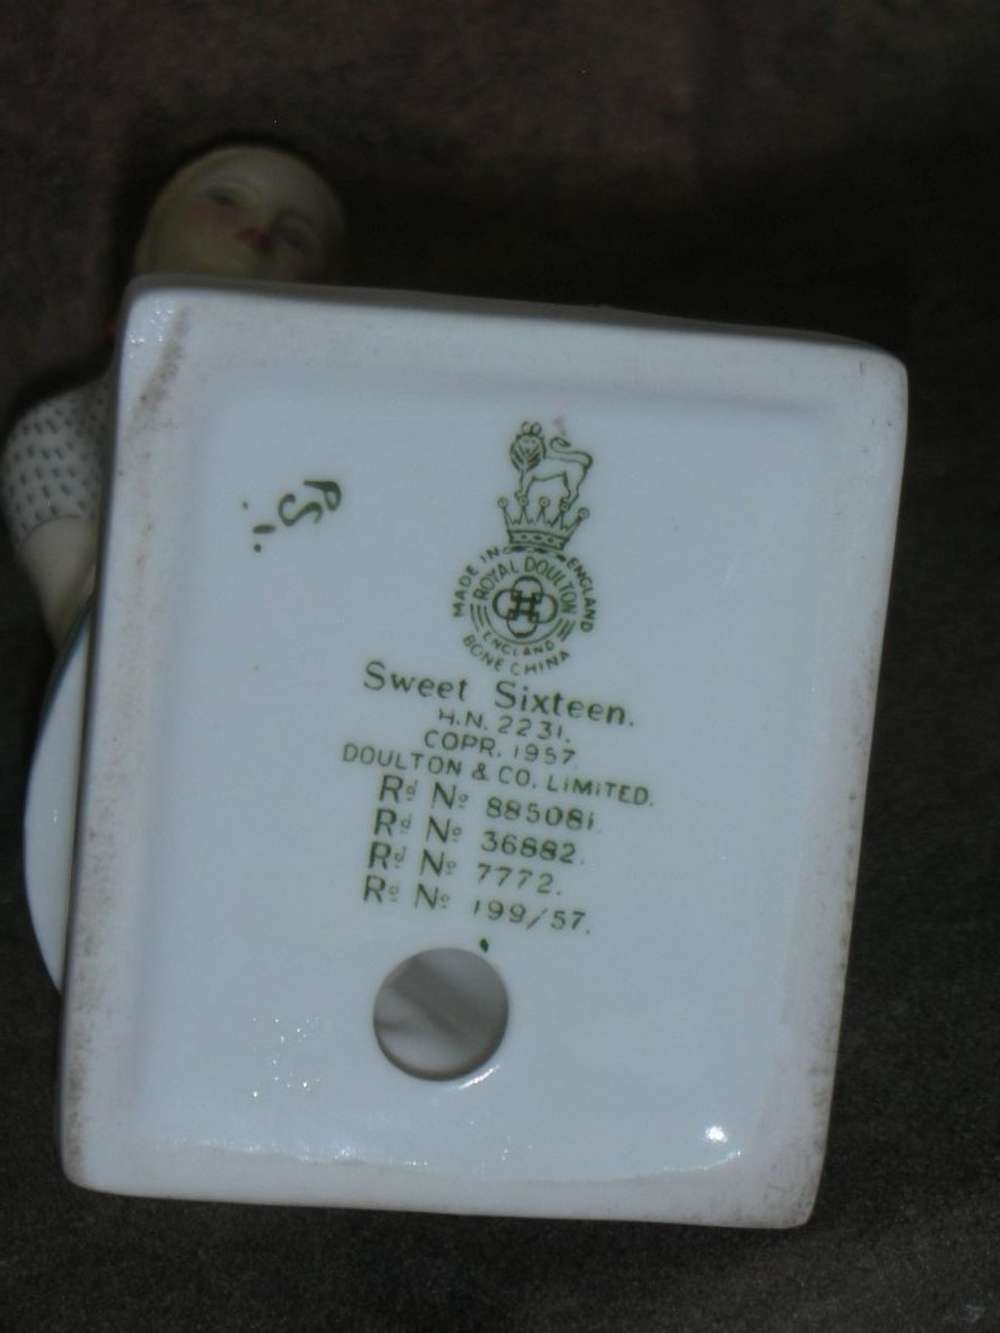 MADE IN ENGLAND
ROYAL DOULTON
ENGLAND
BONE CHINA
Sweet Sixteen.
H.N. 2231.
COPR. 1957.
DOULTON & CO. LIMITED.
Rd No 885081.
Rd No 36882.
Rd No 7772.
Rd No 199/57.